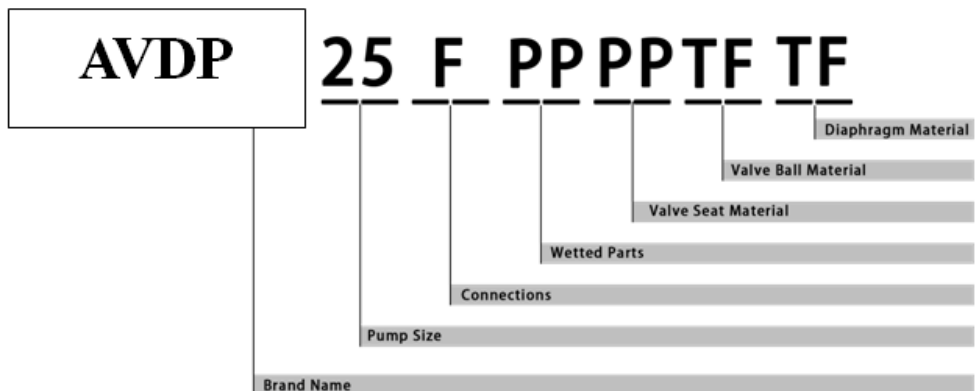 AVDP 25 F PP PP TF TF
Diaphragm Material
Valve Ball Material
Valve Seat Material
Wetted Parts
Connections
Pump Size
Brand Name